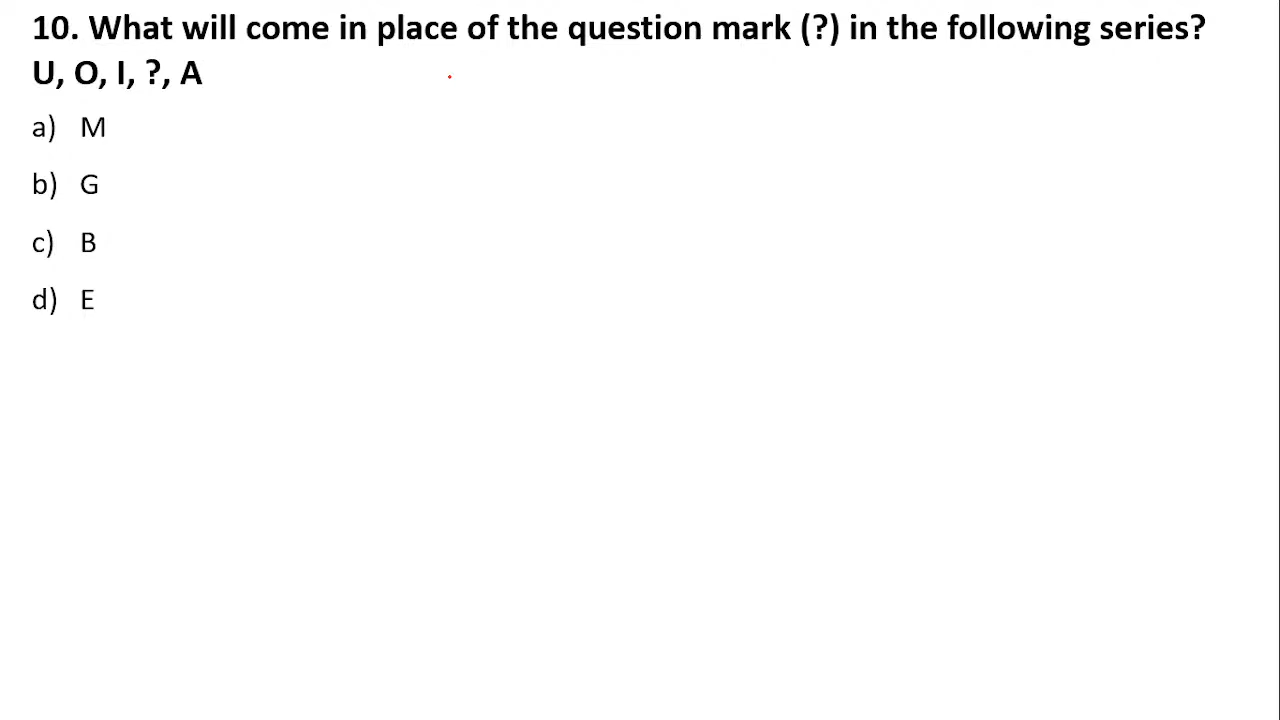 10. What will come in place of the question mark (?) in the following series?
U, O, I, ?, A
a) M
b) G
c) B
d) E